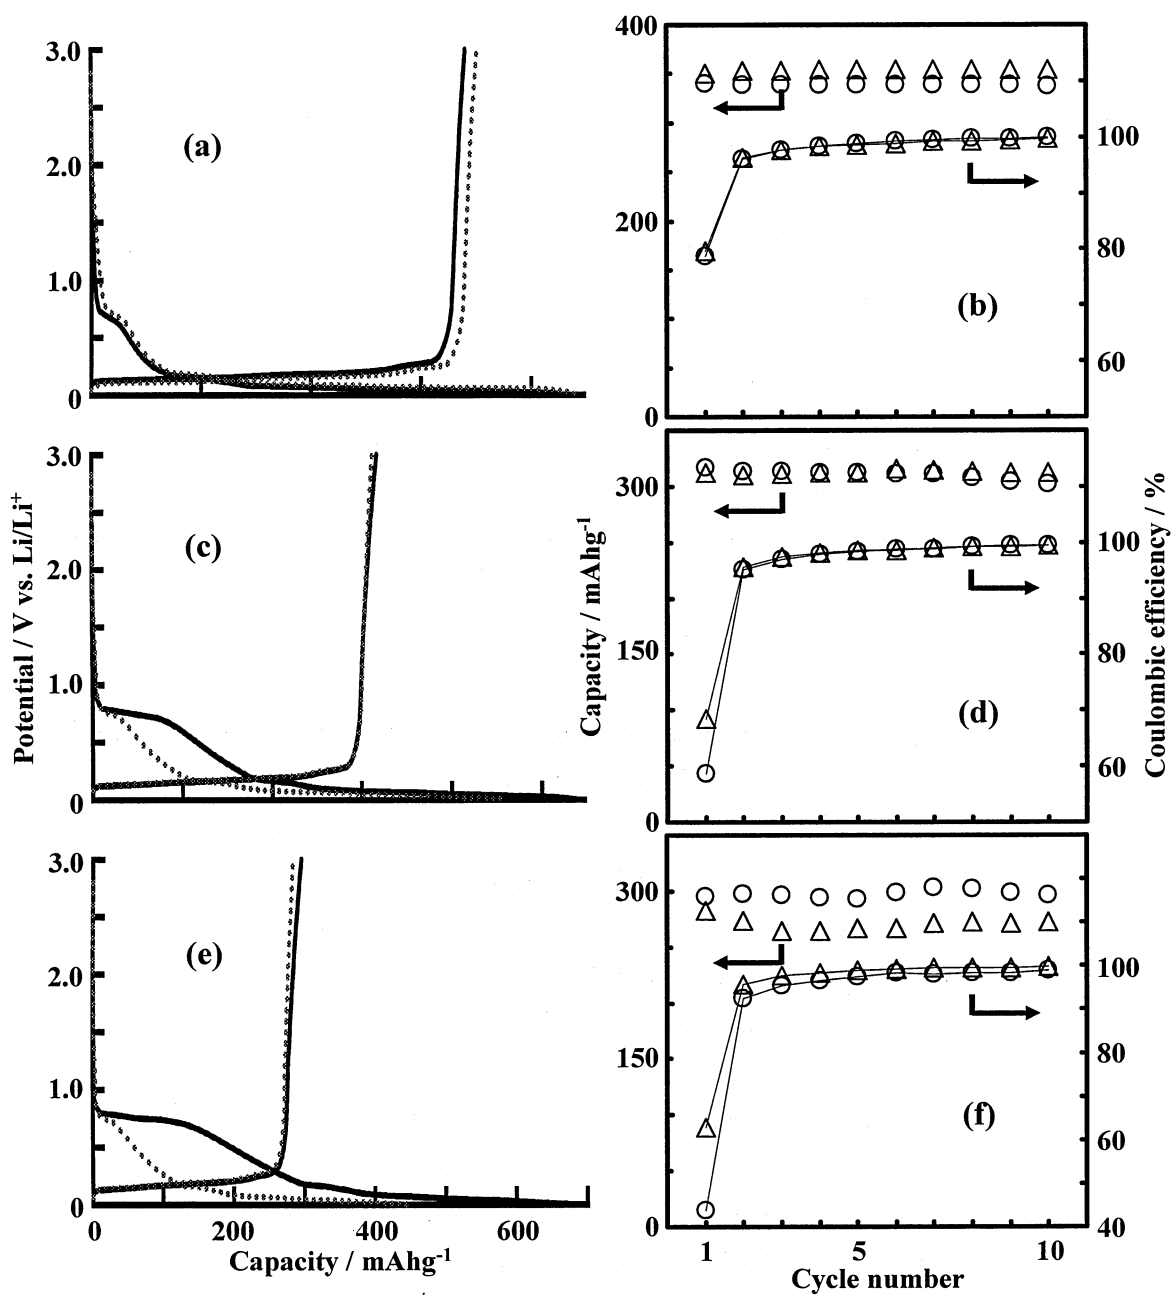 3.0
2.0
1.0
0
(a)
400
200
0
100
80
60
(b)
3.0
2.0
1.0
0
(c)
Potential / V vs. Li/Li⁺
300
150
0
100
80
60
(d)
Capacity / mAhg⁻¹
Coulombic efficiency / %
3.0
2.0
1.0
0
(e)
0 200 400 600
Capacity / mAhg⁻¹
300
150
0
100
80
60
40
(f)
1 5 10
Cycle number